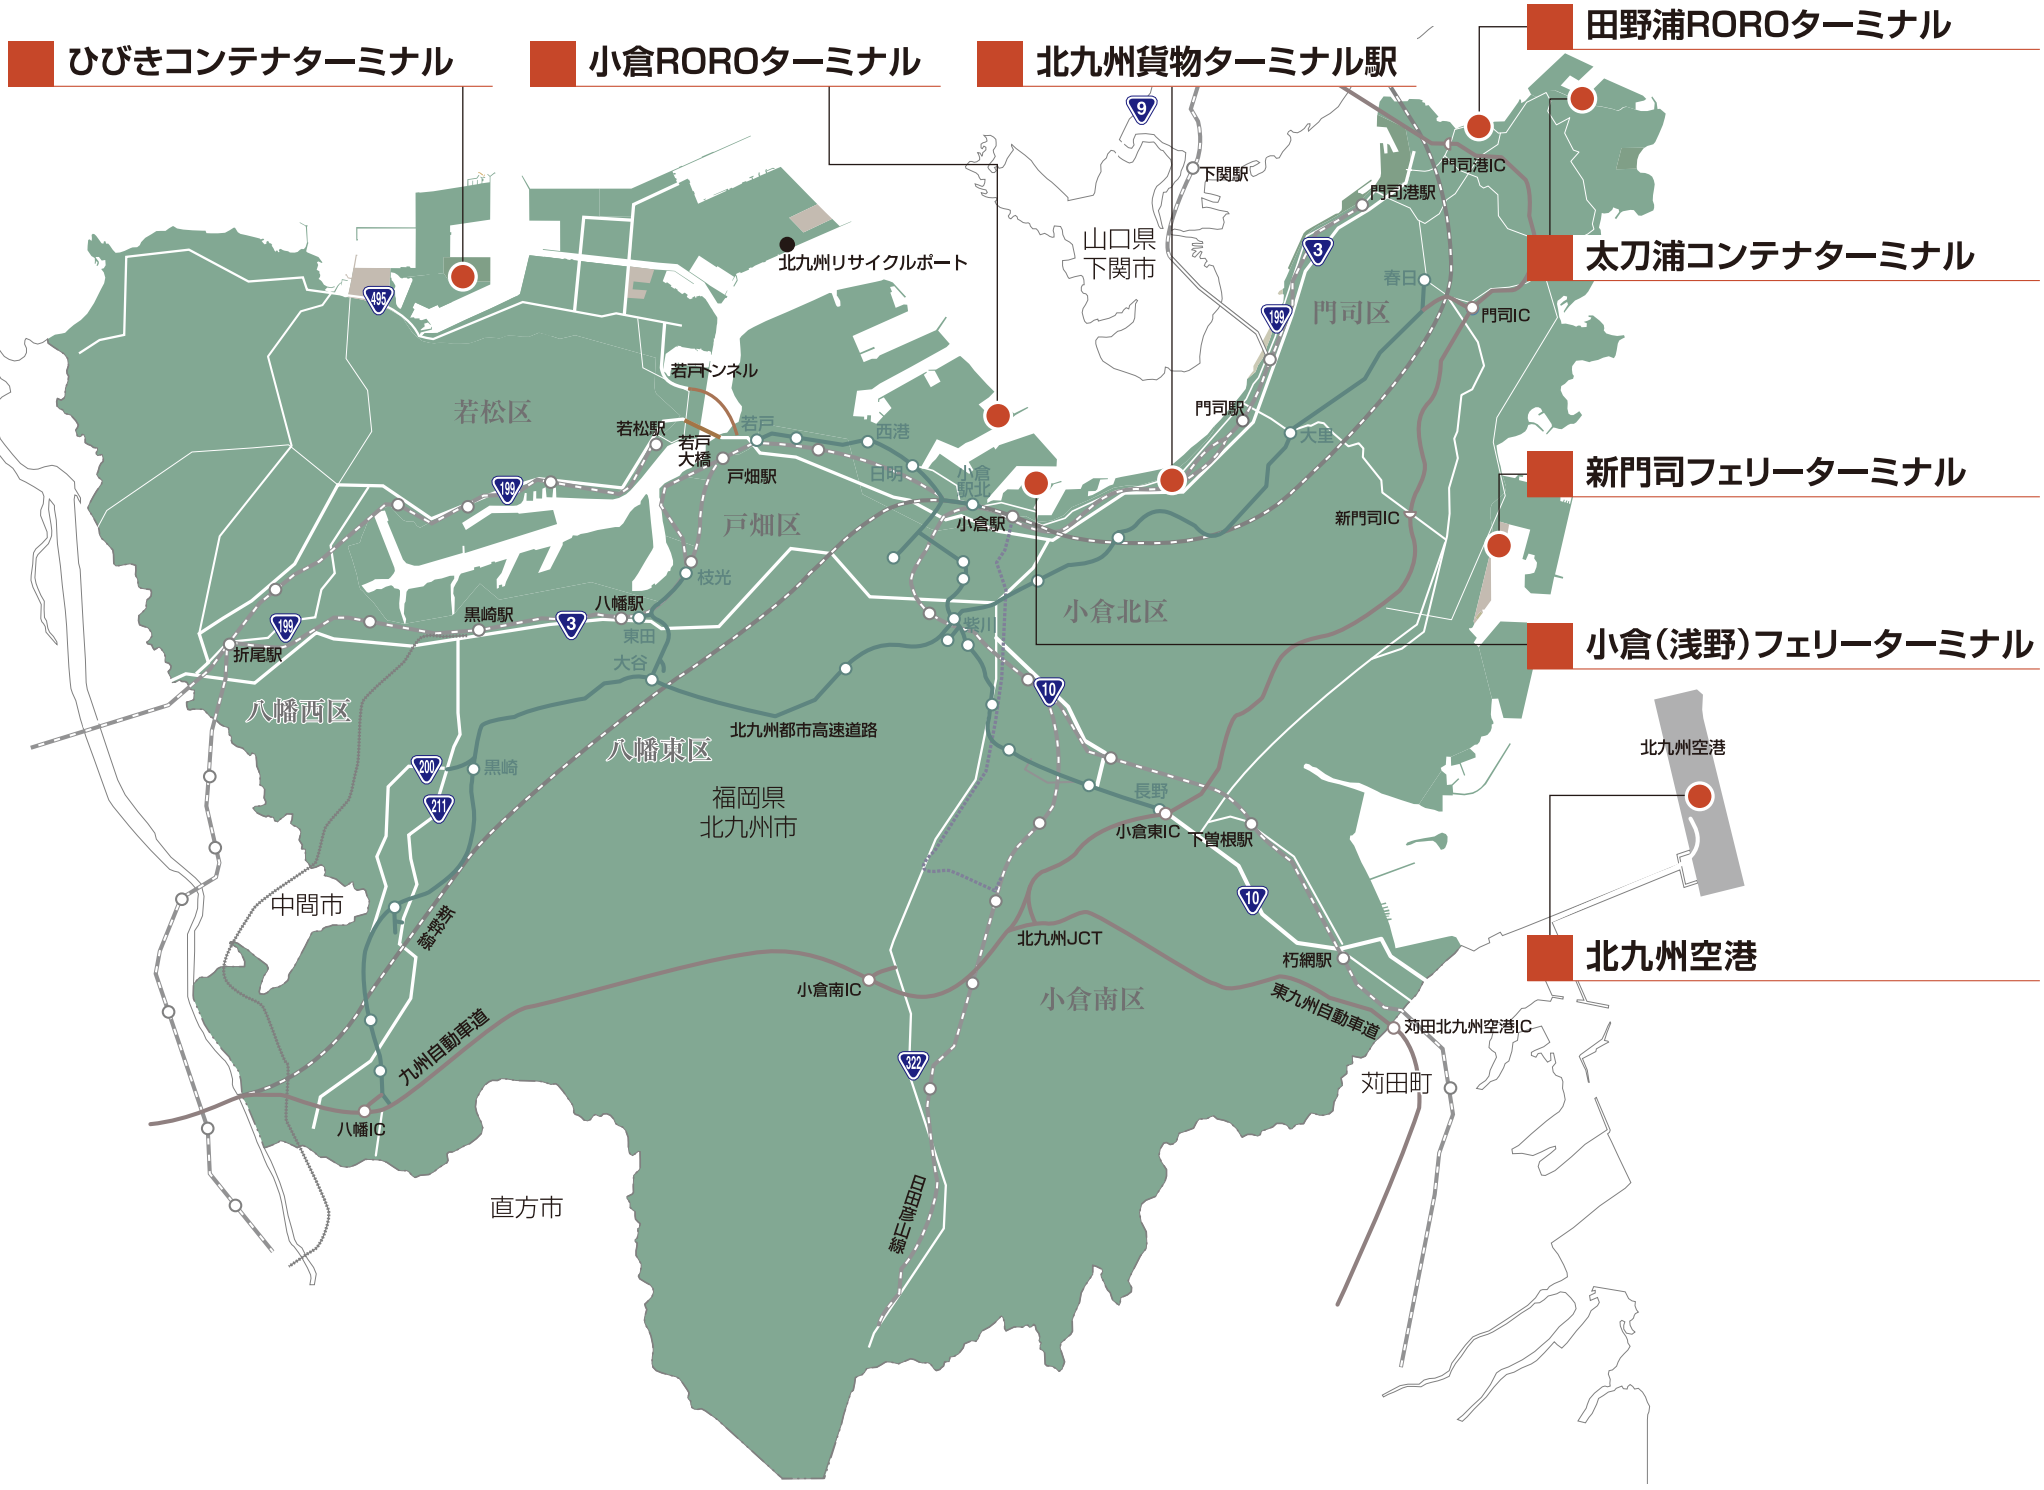 田野浦ROROターミナル
ひびきコンテナターミナル
小倉ROROターミナル
北九州貨物ターミナル駅
9
門司港IC
下関駅
門司港駅
山口県
下関市
3
太刀浦コンテナターミナル
北九州リサイクルポート
春日
495
199
門司区
門司IC
若戸トンネル
若松区
門司駅
若松駅
若戸
西港
大里
若戸
大橋
日明
小倉
駅北
新門司フェリーターミナル
戸畑駅
199
戸畑区
小倉駅
新門司IC
枝光
黒崎駅
八幡駅
小倉北区
199
3
東田
紫川
折尾駅
大谷
小倉(浅野)フェリーターミナル
八幡西区
10
北九州都市高速道路
八幡東区
北九州空港
200
黒崎
福岡県
北九州市
長野
211
小倉東IC
下曽根駅
中間市
10
新幹線
北九州JCT
北九州空港
朽網駅
小倉南IC
小倉南区
東九州自動車道
九州自動車道
苅田北九州空港IC
322
苅田町
八幡IC
直方市
日田彦山線